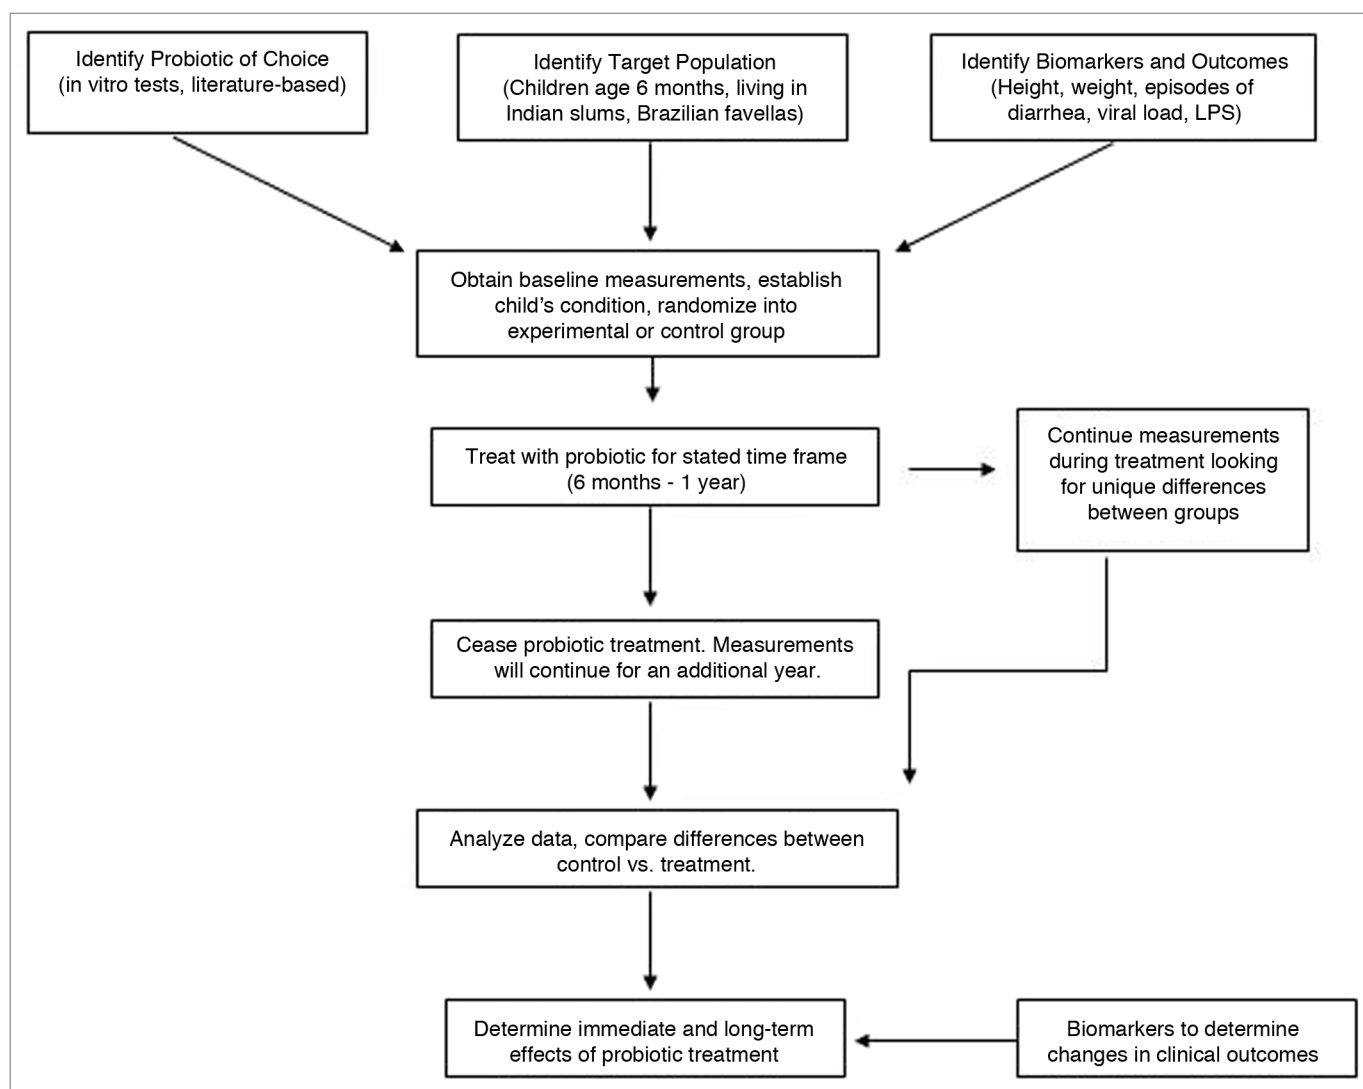 Identify Probiotic of Choice
(in vitro tests, literature-based)
Identify Target Population
(Children age 6 months, living in
Indian slums, Brazilian favellas)
Identify Biomarkers and Outcomes
(Height, weight, episodes of
diarrhea, viral load, LPS)
Obtain baseline measurements, establish
child’s condition, randomize into
experimental or control group
Treat with probiotic for stated time frame
(6 months - 1 year)
Continue measurements
during treatment looking
for unique differences
between groups
Cease probiotic treatment. Measurements
will continue for an additional year.
Analyze data, compare differences between
control vs. treatment.
Determine immediate and long-term
effects of probiotic treatment
Biomarkers to determine
changes in clinical outcomes